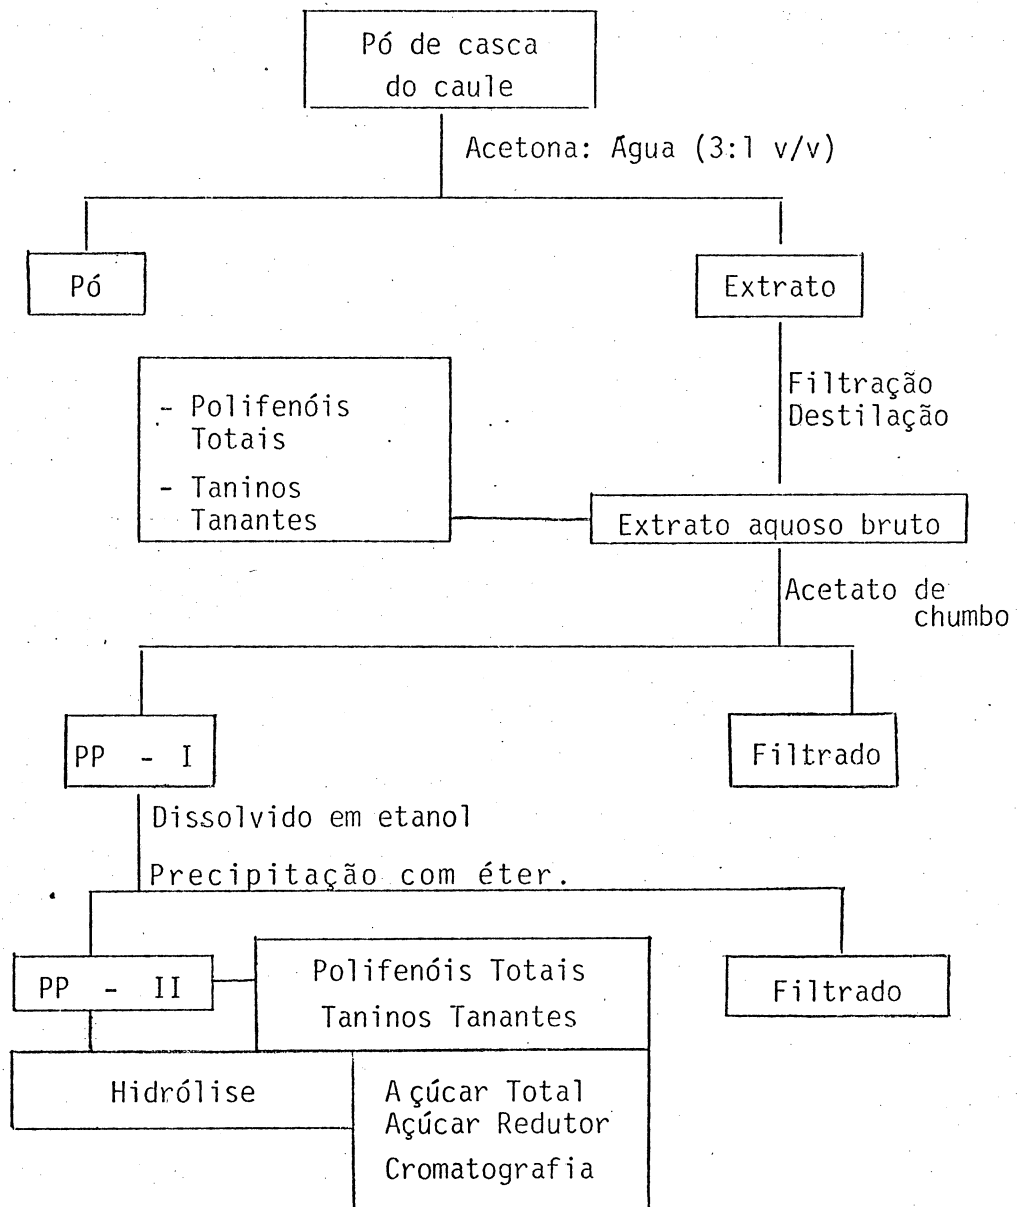 Pó de casca
do caule
Acetona: Água (3:1 v/v)
Pó
Extrato
Filtração
Destilação
- Polifenóis
Totais
- Taninos
Tanantes
Extrato aquoso bruto
Acetato de
chumbo
PP - I
Filtrado
Dissolvido em etanol
Precipitação com éter.
PP - II
Polifenóis Totais
Taninos Tanantes
Filtrado
Hidrólise
Açúcar Total
Açúcar Redutor
Cromatografia